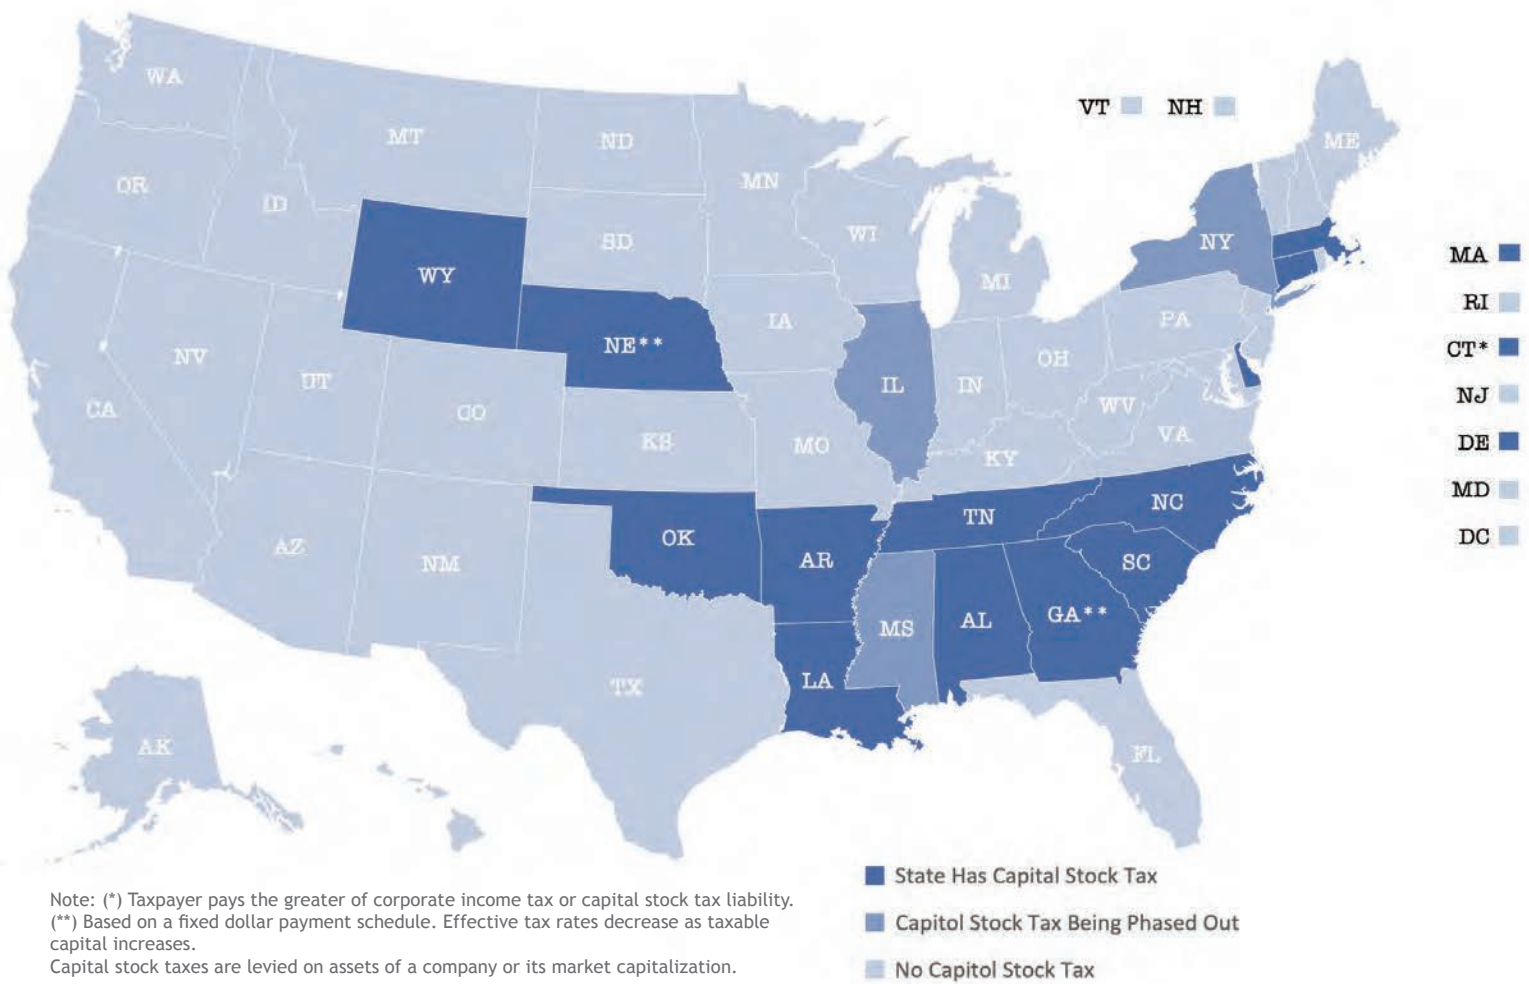 WA
VT NH
MT
ND
ME
OR
MN
ID
WI
SD
NY
MA
WY
MI
RI
IA
PA
NE**
CT*
NV
OH
UT
IL
IN
NJ
CA
CO
WV
VA
DE
KS
MO
KY
MD
NC
TN
OK
DC
AZ
NM
AR
SC
GA**
AL
MS
LA
TX
AK
FL
State Has Capital Stock Tax
Capitol Stock Tax Being Phased Out
No Capitol Stock Tax
Note: (*) Taxpayer pays the greater of corporate income tax or capital stock tax liability.
(**) Based on a fixed dollar payment schedule. Effective tax rates decrease as taxable
capital increases.
Capital stock taxes are levied on assets of a company or its market capitalization.